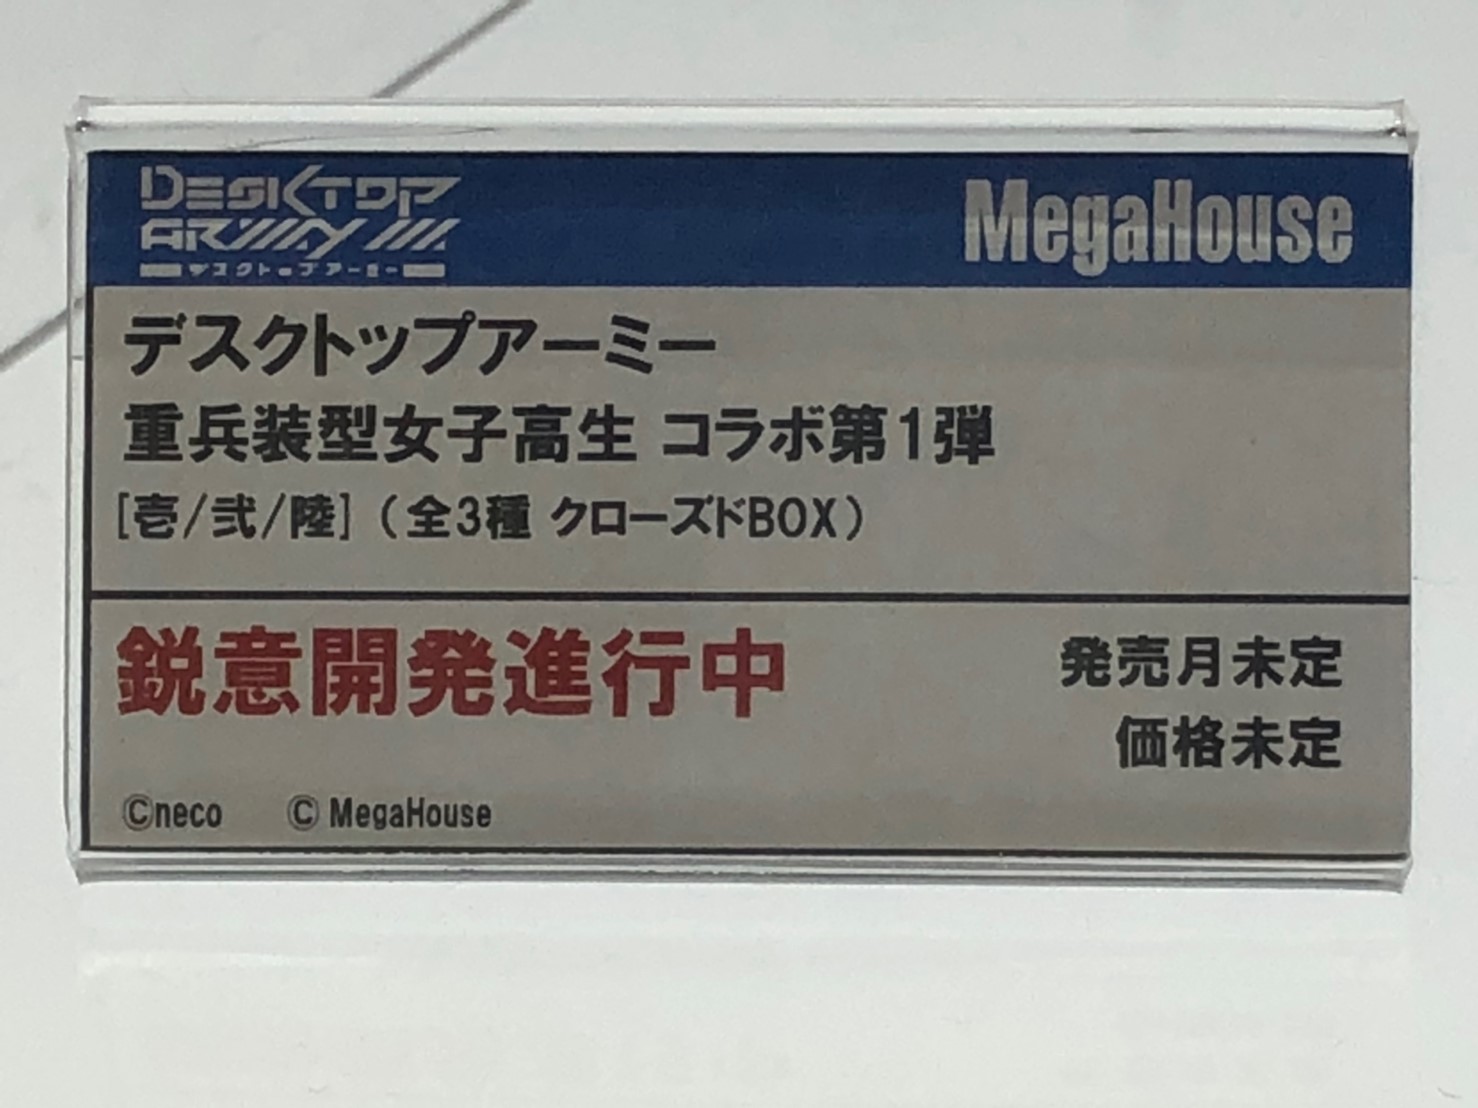 DESKTOP
ARMY
デスクトップアーミー
MegaHouse
デスクトップアーミー
重兵装型女子高生 コラボ第1弾
[壱/弐/陸] (全3種 クローズドBOX)
鋭意開発進行中
発売月未定
価格未定
©neco © MegaHouse